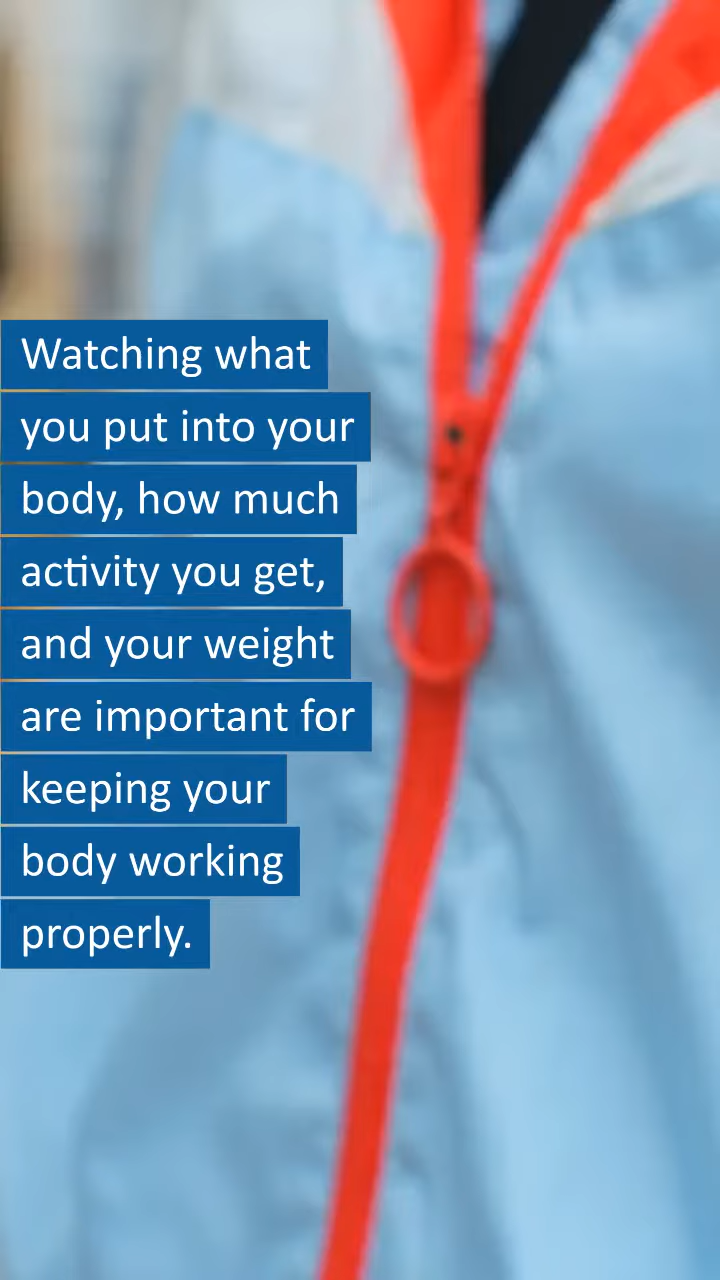 Watching what
you put into your
body, how much
activity you get,
and your weight
are important for
keeping your
body working
properly.